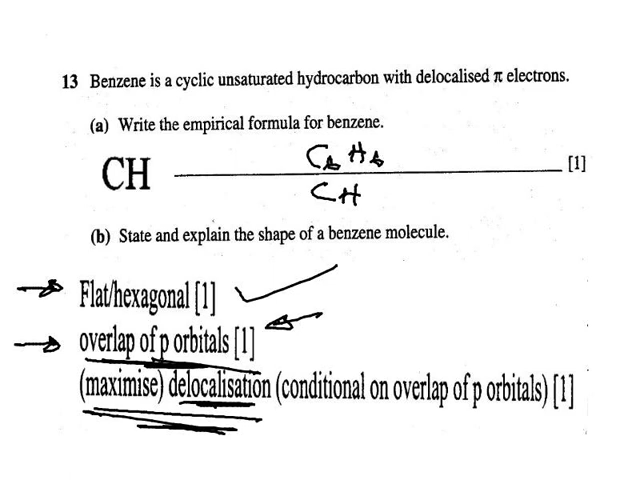 13 Benzene is a cyclic unsaturated hydrocarbon with delocalised π electrons.
(a) Write the empirical formula for benzene.
C6 H6
CH [1]
CH
(b) State and explain the shape of a benzene molecule.
Flat/hexagonal [1]
overlap of p orbitals [1]
(maximise) delocalisation (conditional on overlap of p orbitals) [1]